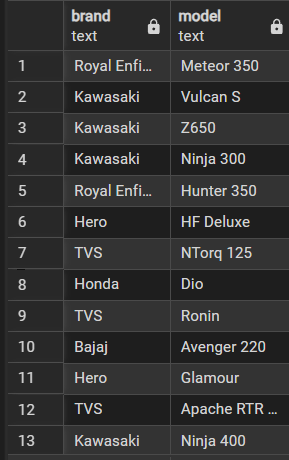 brand model
text text
1 Royal Enfi... Meteor 350
2 Kawasaki Vulcan S
3 Kawasaki Z650
4 Kawasaki Ninja 300
5 Royal Enfi... Hunter 350
6 Hero HF Deluxe
7 TVS NTorq 125
8 Honda Dio
9 TVS Ronin
10 Bajaj Avenger 220
11 Hero Glamour
12 TVS Apache RTR ...
13 Kawasaki Ninja 400